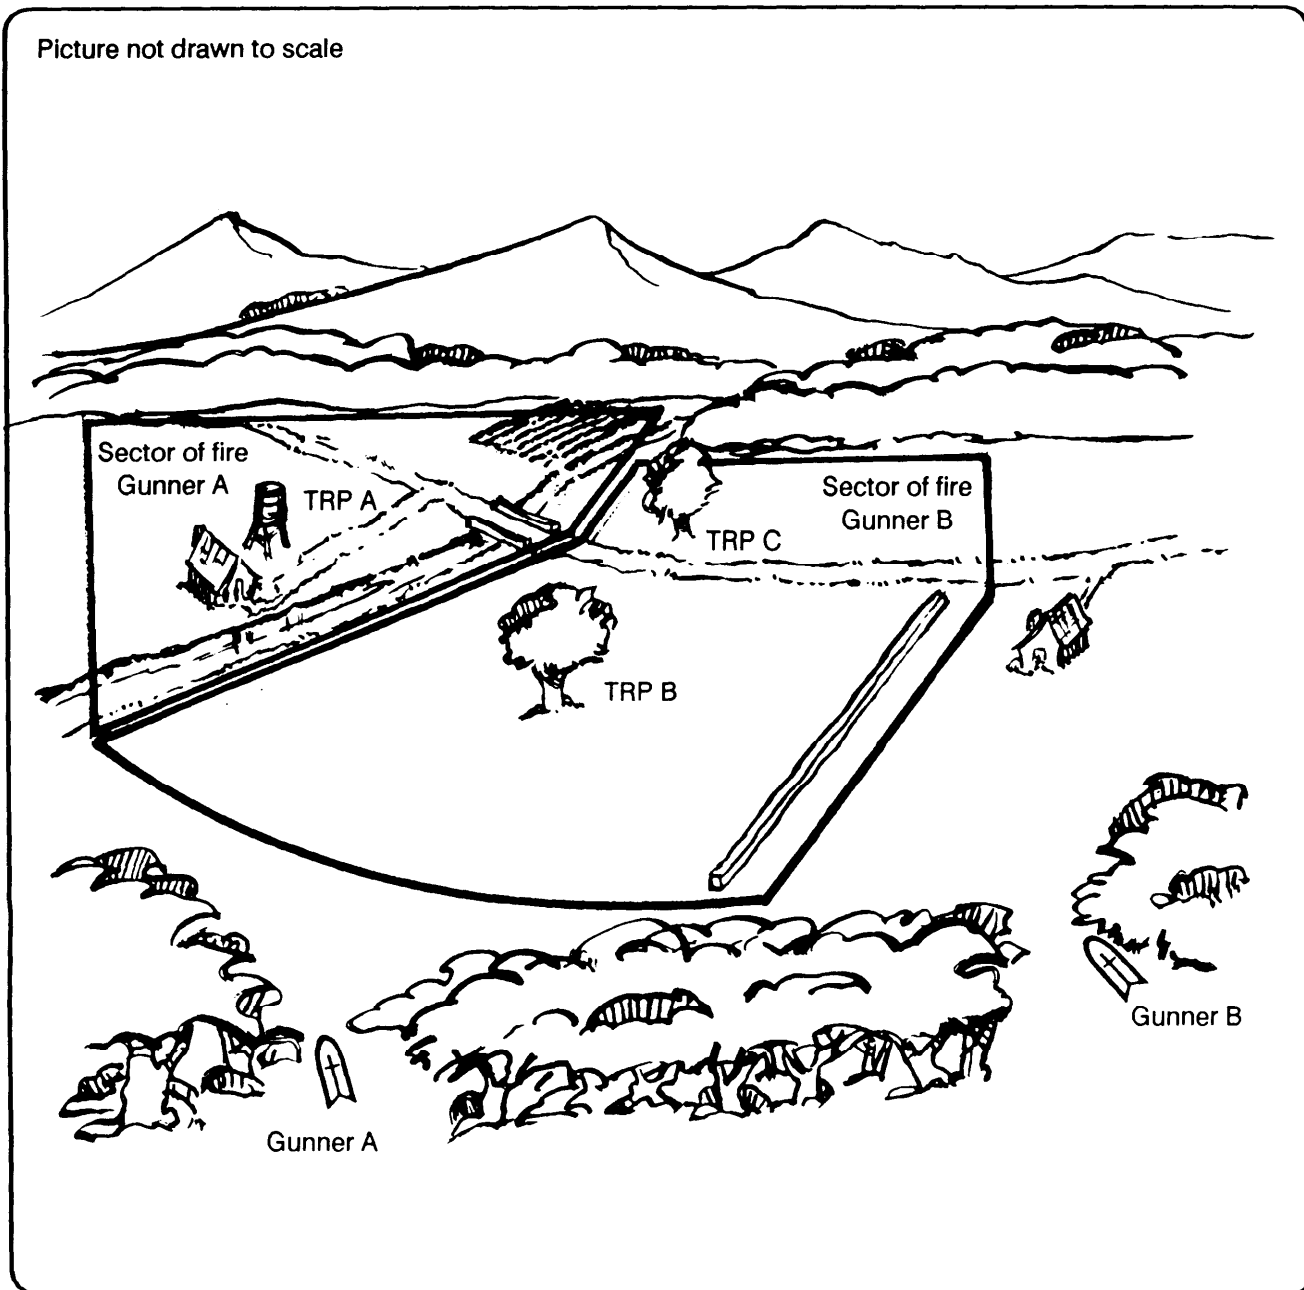 Picture not drawn to scale
Sector of fire
Gunner A
TRP A
Sector of fire
Gunner B
TRP C
TRP B
Gunner B
Gunner A